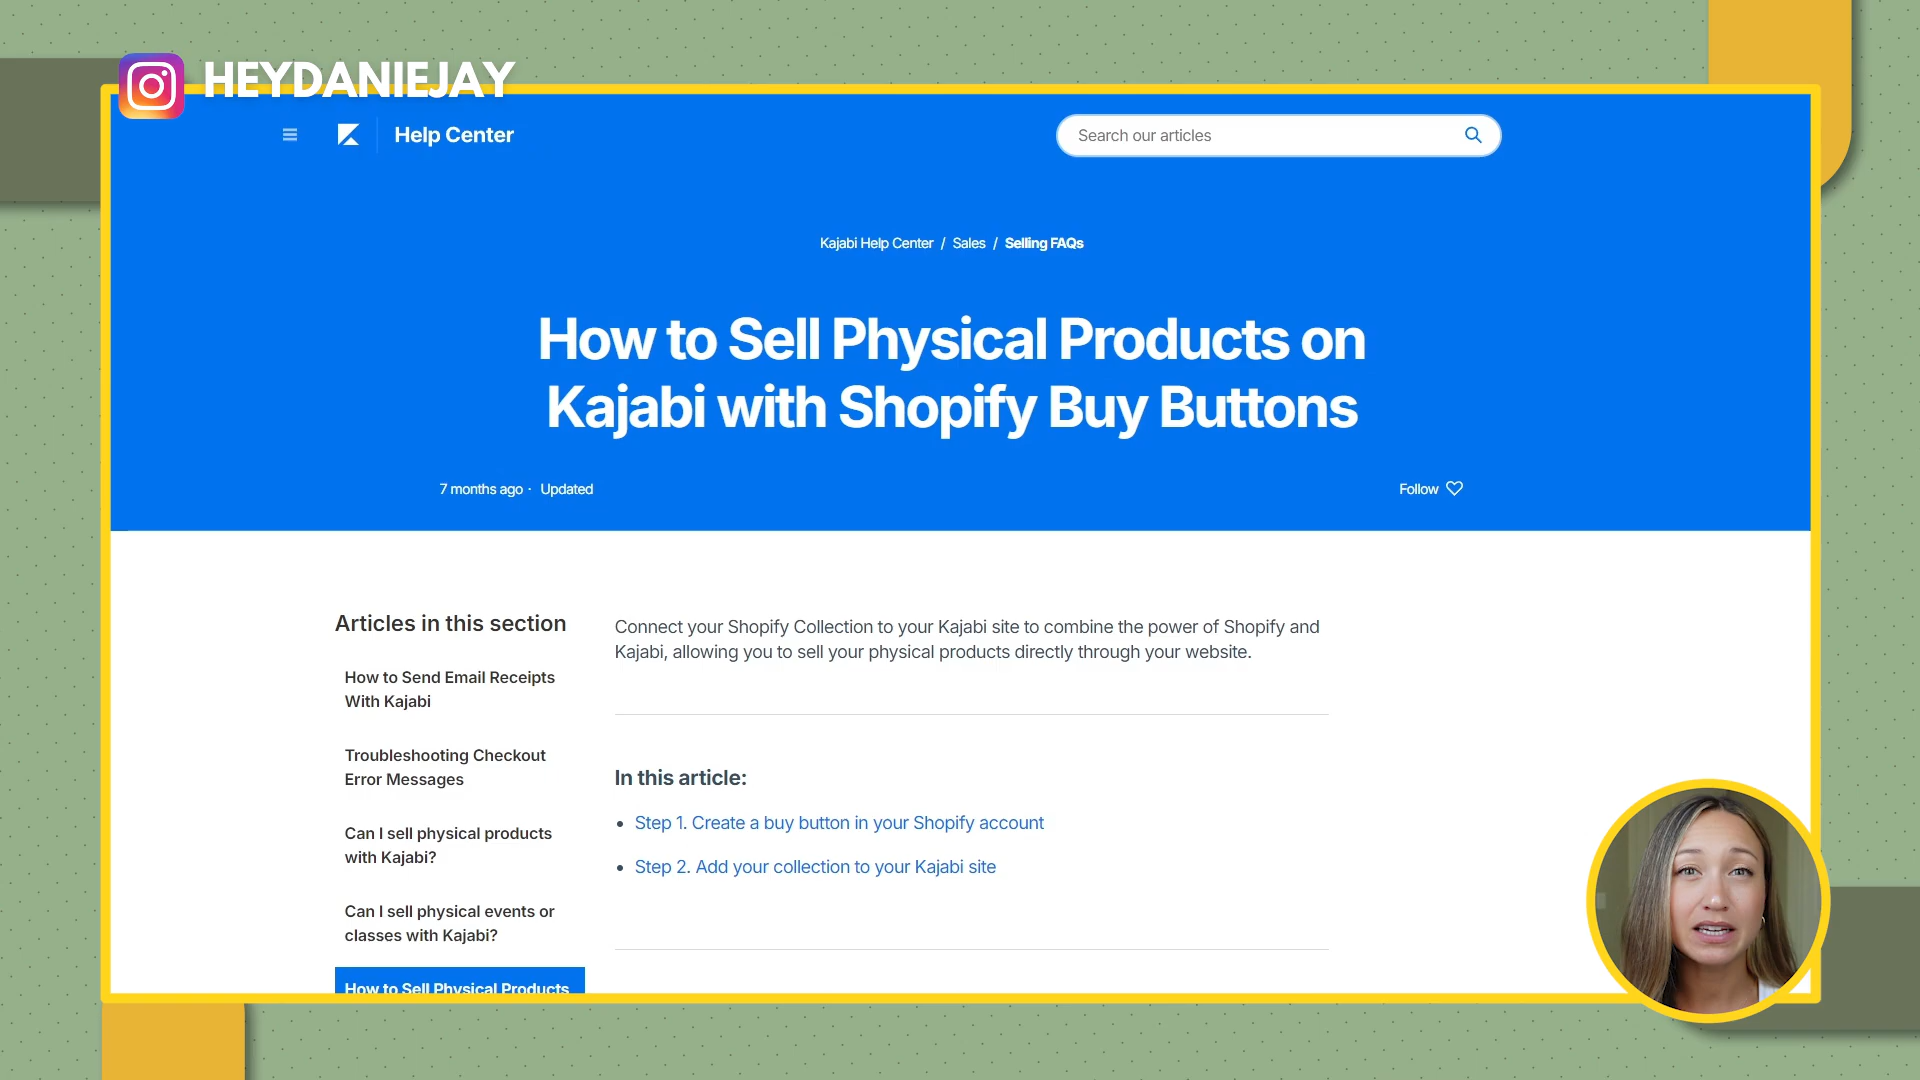 HEYDANIEJAY
Help Center
Search our articles
Kajabi Help Center / Sales / Selling FAQs
How to Sell Physical Products on
Kajabi with Shopify Buy Buttons
7 months ago · Updated
Follow
Articles in this section
How to Send Email Receipts
With Kajabi
Troubleshooting Checkout
Error Messages
Can I sell physical products
with Kajabi?
Can I sell physical events or
classes with Kajabi?
How to Sell Physical Products
Connect your Shopify Collection to your Kajabi site to combine the power of Shopify and
Kajabi, allowing you to sell your physical products directly through your website.
In this article:
• Step 1. Create a buy button in your Shopify account
• Step 2. Add your collection to your Kajabi site